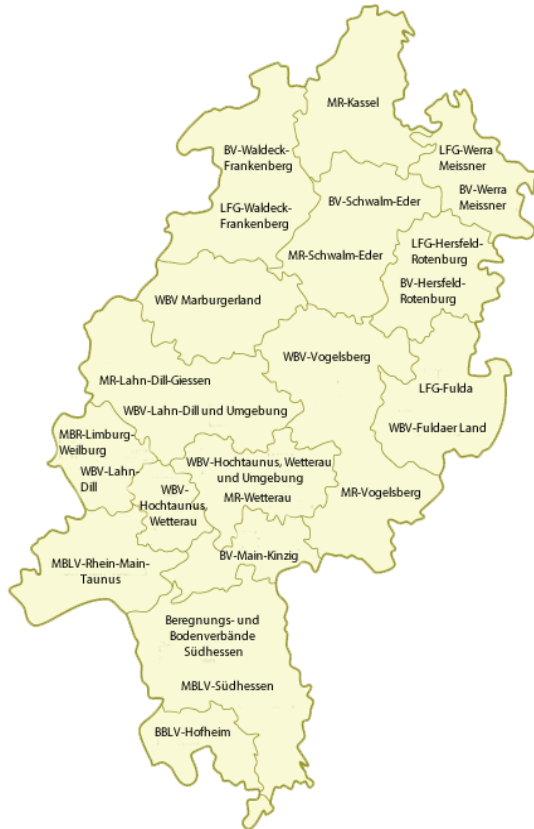 MR-Kassel
BV-Waldeck-
Frankenberg
LFG-Werra
Meissner
BV-Werra
Meissner
LFG-Waldeck-
Frankenberg
BV-Schwalm-Eder
MR-Schwalm-Eder
LFG-Hersfeld-
Rotenburg
BV-Hersfeld-
Rotenburg
WBV Marburgerland
WBV-Vogelsberg
MR-Lahn-Dill-Giessen
LFG-Fulda
WBV-Lahn-Dill und Umgebung
WBV-Fuldaer Land
MBR-Limburg-
Weilburg
WBV-Lahn-
Dill
WBV-Hochtaunus, Wetterau
und Umgebung
MR-Wetterau
WBV-
Hochtaunus,
Wetterau
MR-Vogelsberg
BV-Main-Kinzig
MBLV-Rhein-Main-
Taunus
Beregnungs- und
Bodenverbände
Südhessen
MBLV-Südhessen
BBLV-Hofheim